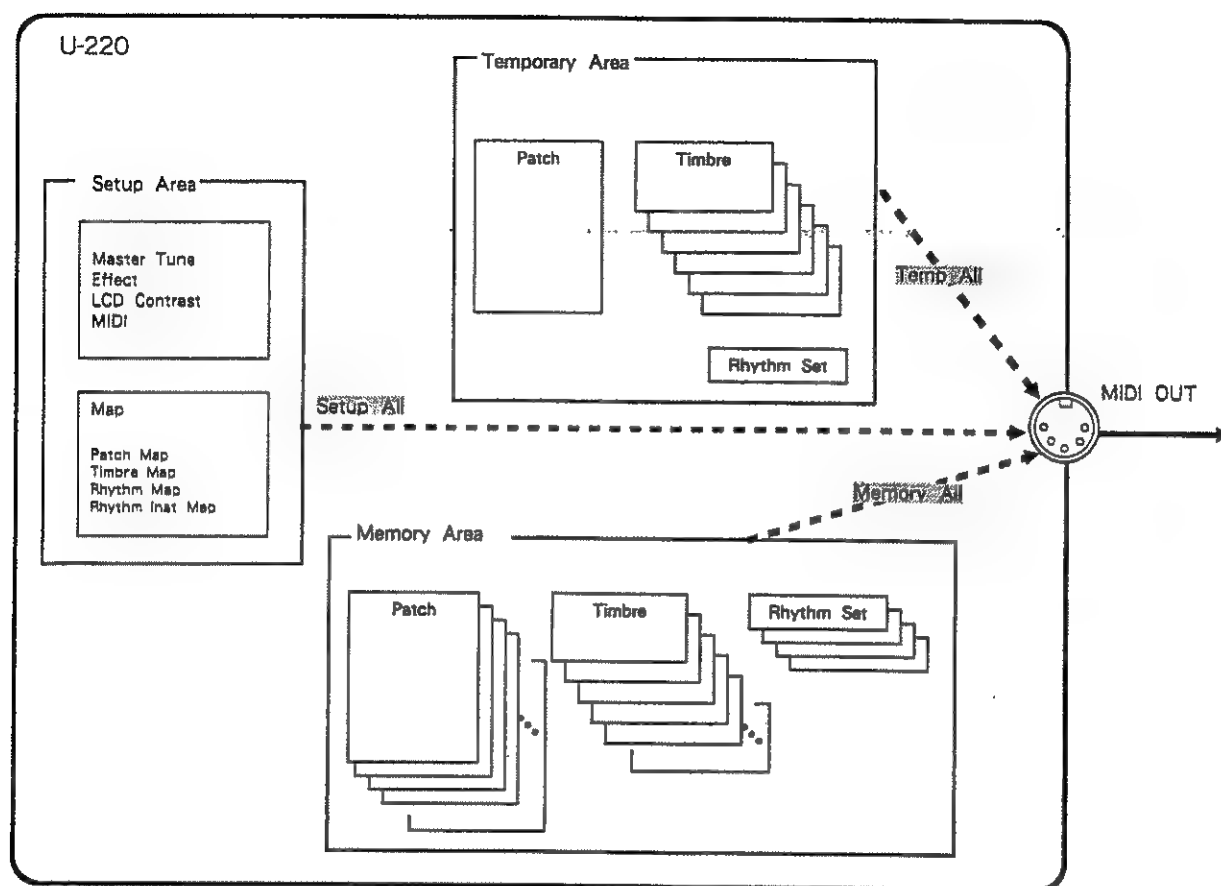 U-220
Temporary Area
Patch
Timbre
Rhythm Set
Setup Area
Master Tune
Effect
LCD Contrast
MIDI
Map
Patch Map
Timbre Map
Rhythm Map
Rhythm Inst Map
Temp All
Setup All
MIDI OUT
Memory All
Memory Area
Patch
Timbre
Rhythm Set